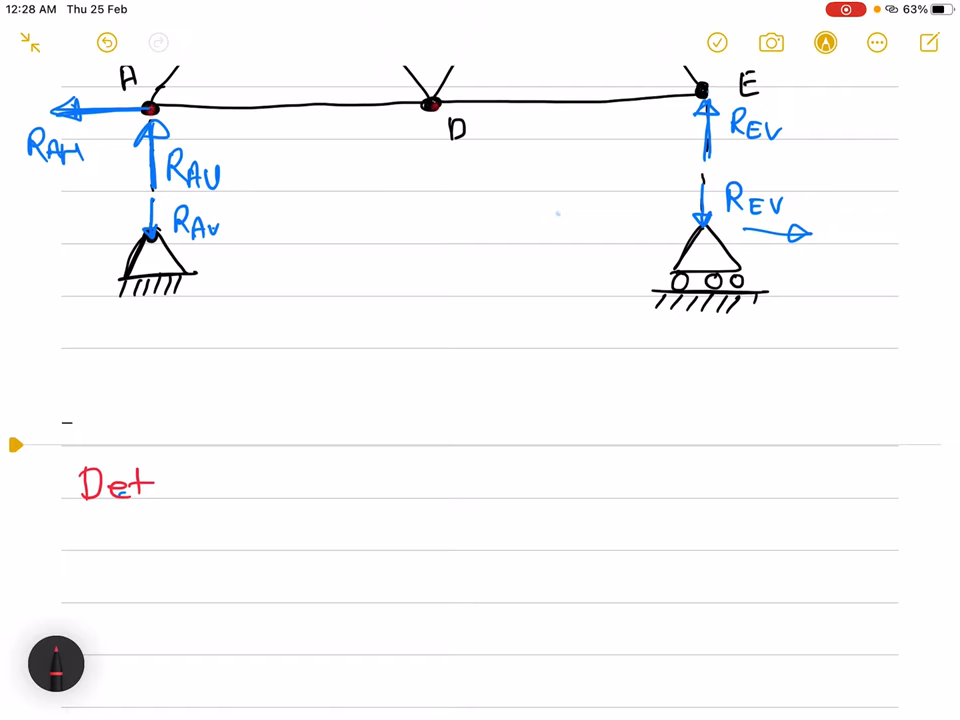 12:28 AM Thu 25 Feb 63%
A E
D
RAH RAV REV
RAV REV
Det